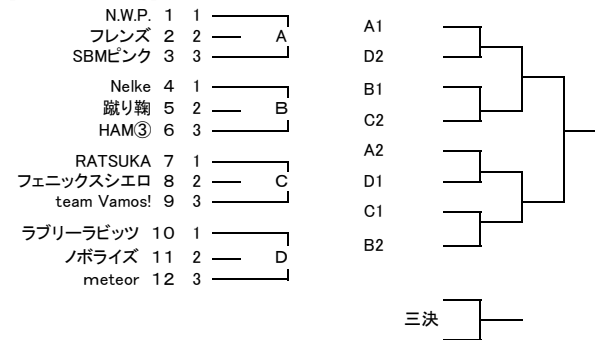 N.W.P. 1 1
フレンズ 2 2 A
SBMピンク 3 3
Nelke 4 1
蹴り鞠 5 2 B
HAM③ 6 3
RATSUKA 7 1
フェニックスシエロ 8 2 C
team Vamos! 9 3
ラブリーラビッツ 10 1
ノボライズ 11 2 D
meteor 12 3
A1
D2
B1
C2
A2
D1
C1
B2
三決